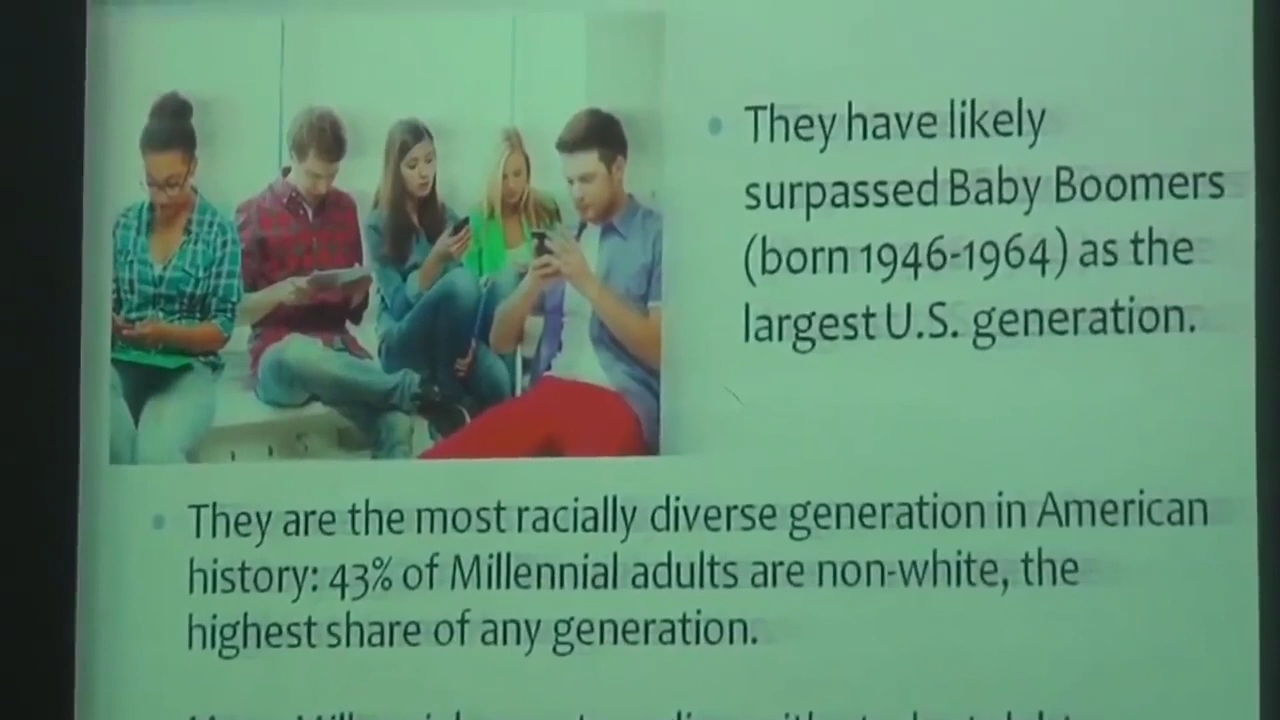 They have likely
surpassed Baby Boomers
(born 1946-1964) as the
largest U.S. generation.
They are the most racially diverse generation in American
history: 43% of Millennial adults are non-white, the
highest share of any generation.